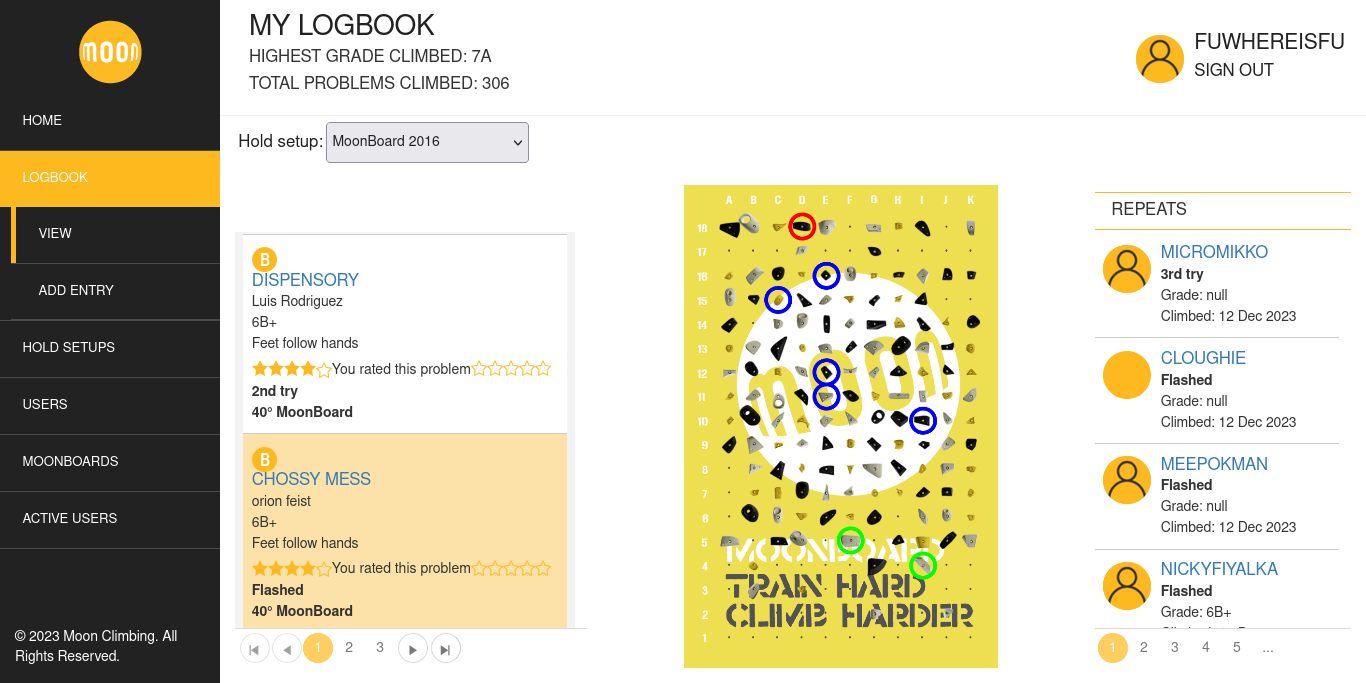 moon
HOME
LOGBOOK
VIEW
ADD ENTRY
HOLD SETUPS
USERS
MOONBOARDS
ACTIVE USERS
© 2023 Moon Climbing. All
Rights Reserved.
MY LOGBOOK
HIGHEST GRADE CLIMBED: 7A
TOTAL PROBLEMS CLIMBED: 306
FUWHEREISFU
SIGN OUT
Hold setup: MoonBoard 2016
B
DISPENSORY
Luis Rodriguez
6B+
Feet follow hands
You rated this problem
2nd try
40° MoonBoard
B
CHOSSY MESS
orion feist
6B+
Feet follow hands
You rated this problem
Flashed
40° MoonBoard
1 2 3
A B C D E F G H I J K
18
17
16
15
14
13
12
11
10
9
8
7
6
5
4
3
2
1
moon
MOONBOARD
TRAIN HARD
CLIMB HARDER
REPEATS
MICROMIKKO
3rd try
Grade: null
Climbed: 12 Dec 2023
CLOUGHIE
Flashed
Grade: null
Climbed: 12 Dec 2023
MEEPOKMAN
Flashed
Grade: null
Climbed: 12 Dec 2023
NICKYFIYALKA
Flashed
Grade: 6B+
1 2 3 4 5 ...